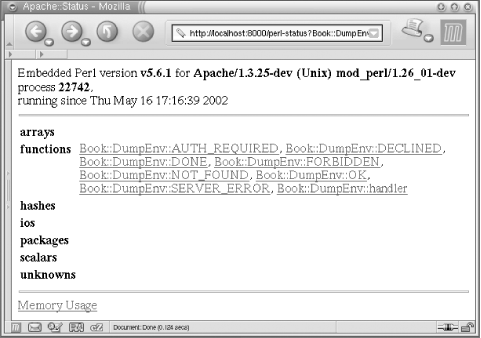 Apache::Status - Mozilla
http://localhost:8000/perl-status?Book::DumpEnv
Embedded Perl version v5.6.1 for Apache/1.3.25-dev (Unix) mod_perl/1.26_01-dev
process 22742,
running since Thu May 16 17:16:39 2002
arrays
functions Book::DumpEnv::AUTH_REQUIRED, Book::DumpEnv::DECLINED,
Book::DumpEnv::DONE, Book::DumpEnv::FORBIDDEN,
Book::DumpEnv::NOT_FOUND, Book::DumpEnv::OK,
Book::DumpEnv::SERVER_ERROR, Book::DumpEnv::handler
hashes
ios
packages
scalars
unknowns
Memory Usage
Document: Done (0.124 secs)